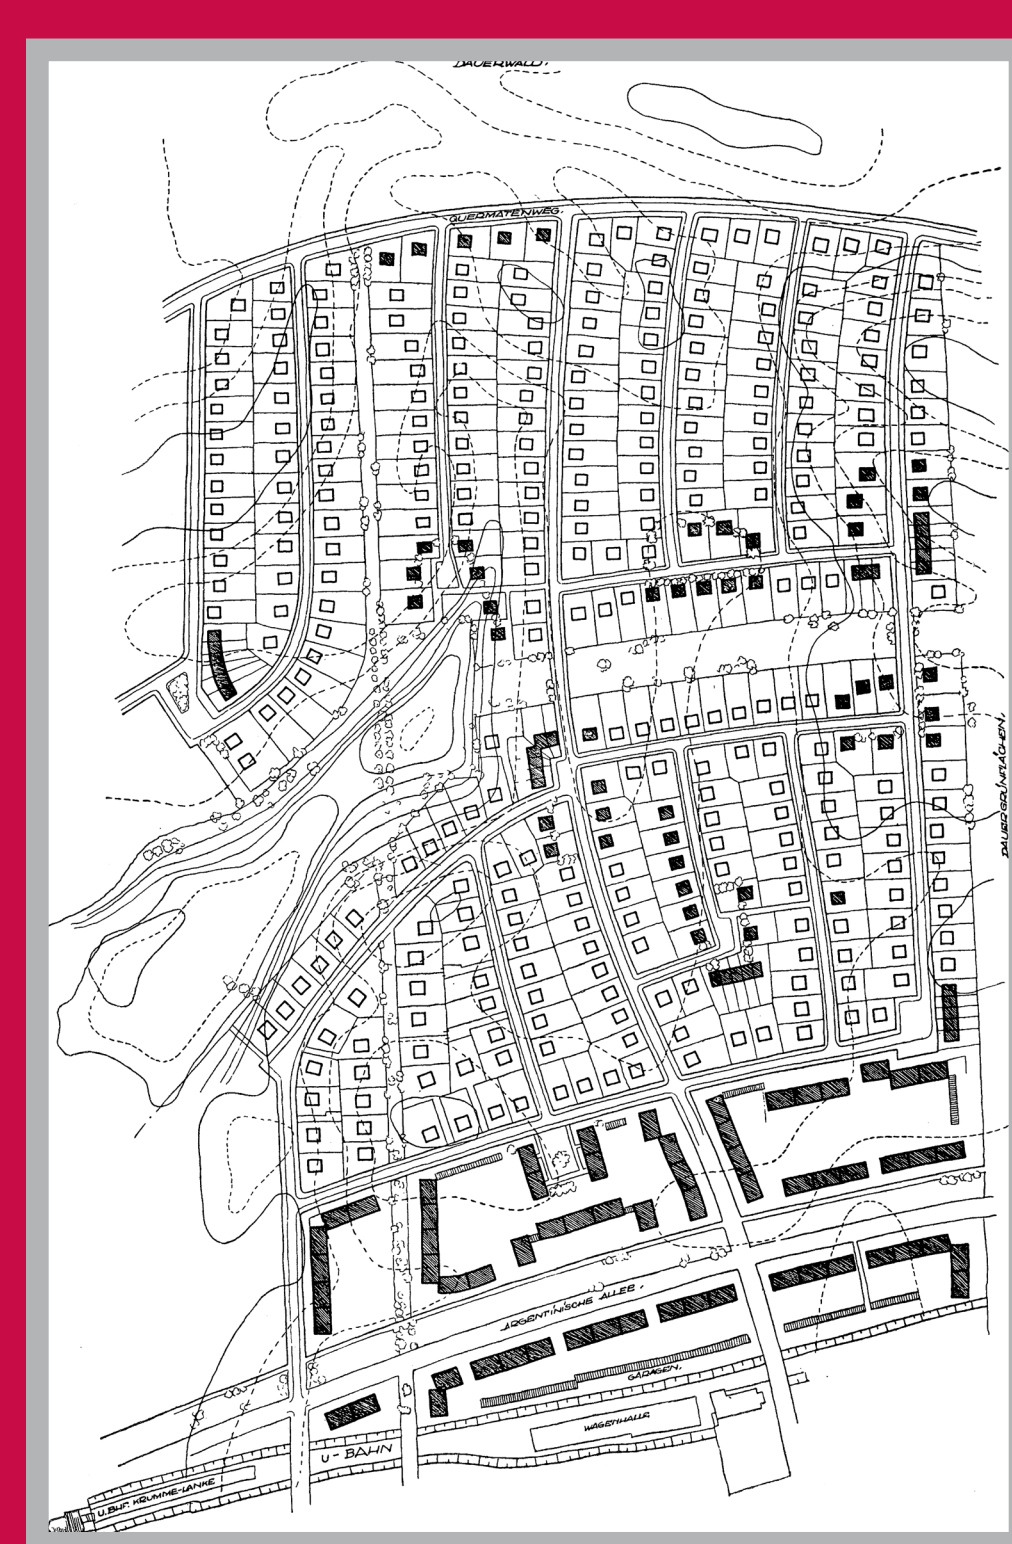 DAUERWALD.
QUERMATENWEG.
DAUERGRÜNFLÄCHEN.
ARGENTINISCHE ALLEE.
GARAGEN.
WAGENHALLE.
U-BAHN
U.BHF. KRUMME-LANKE